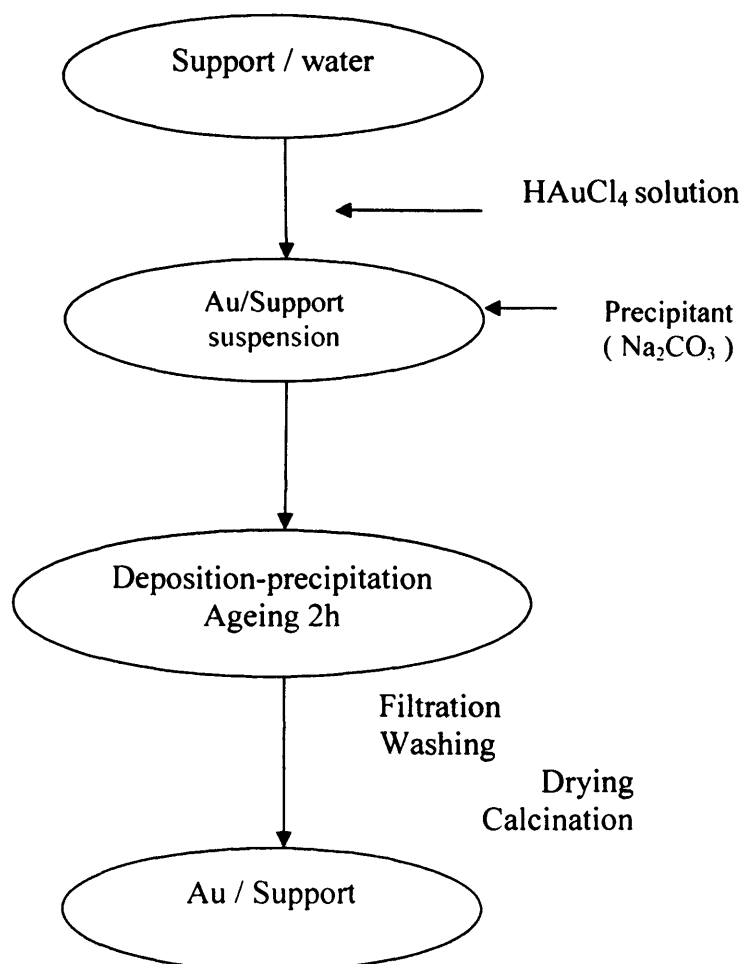 Support / water
HAuCl₄ solution
Au/Support
suspension
Precipitant
( Na₂CO₃ )
Deposition-precipitation
Ageing 2h
Filtration
Washing
Drying
Calcination
Au / Support